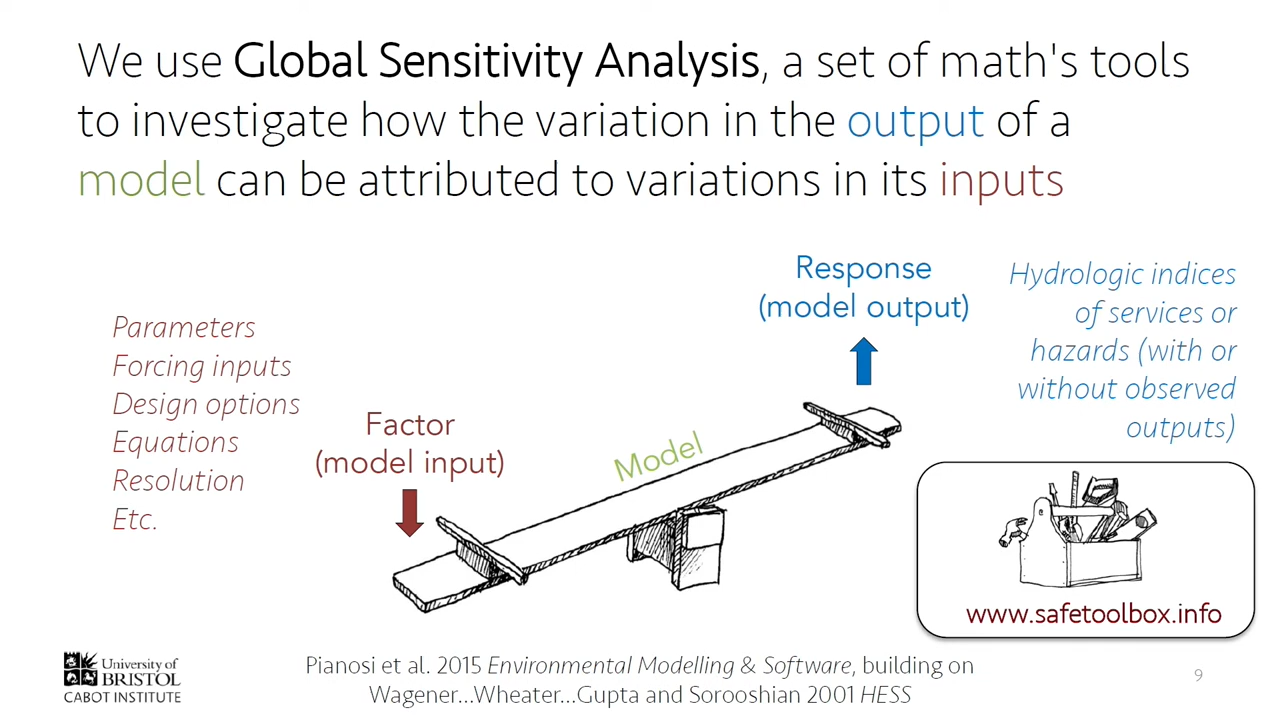 We use Global Sensitivity Analysis, a set of math's tools
to investigate how the variation in the output of a
model can be attributed to variations in its inputs
Response
(model output)
Hydrologic indices
of services or
hazards (with or
without observed
outputs)
Parameters
Forcing inputs
Design options
Equations
Resolution
Etc.
Factor
(model input)
Model
www.safetoolbox.info
University of
BRISTOL
CABOT INSTITUTE
Pianosi et al. 2015 Environmental Modelling & Software, building on
Wagener...Wheater...Gupta and Sorooshian 2001 HESS
9